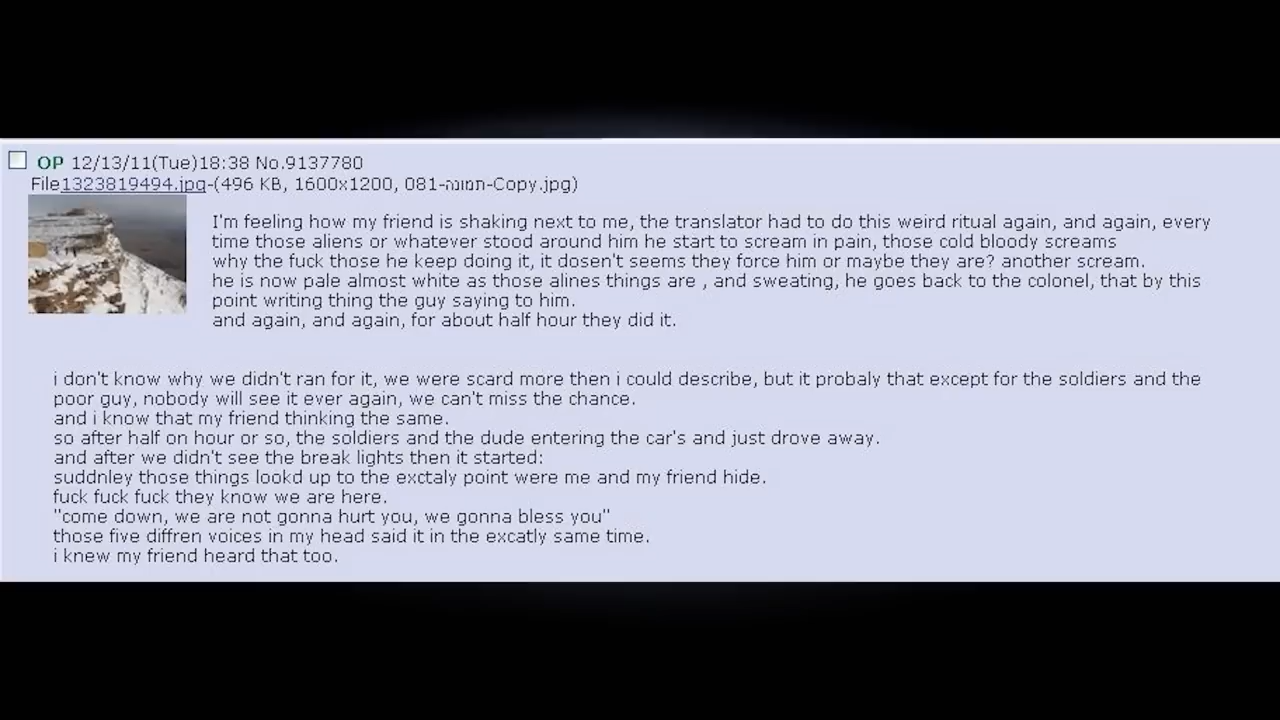 OP 12/13/11(Tue)18:38 No.9137780
File1323819494.jpg-(496 KB, 1600x1200, 081-תמונה-Copy.jpg)
I'm feeling how my friend is shaking next to me, the translator had to do this weird ritual again, and again, every
time those aliens or whatever stood around him he start to scream in pain, those cold bloody screams
why the fuck those he keep doing it, it dosen't seems they force him or maybe they are? another scream.
he is now pale almost white as those alines things are , and sweating, he goes back to the colonel, that by this
point writing thing the guy saying to him.
and again, and again, for about half hour they did it.
i don't know why we didn't ran for it, we were scard more then i could describe, but it probaly that except for the soldiers and the
poor guy, nobody will see it ever again, we can't miss the chance.
and i know that my friend thinking the same.
so after half on hour or so, the soldiers and the dude entering the car's and just drove away.
and after we didn't see the break lights then it started:
suddnley those things lookd up to the exctaly point were me and my friend hide.
fuck fuck fuck they know we are here.
"come down, we are not gonna hurt you, we gonna bless you"
those five diffren voices in my head said it in the excatly same time.
i knew my friend heard that too.